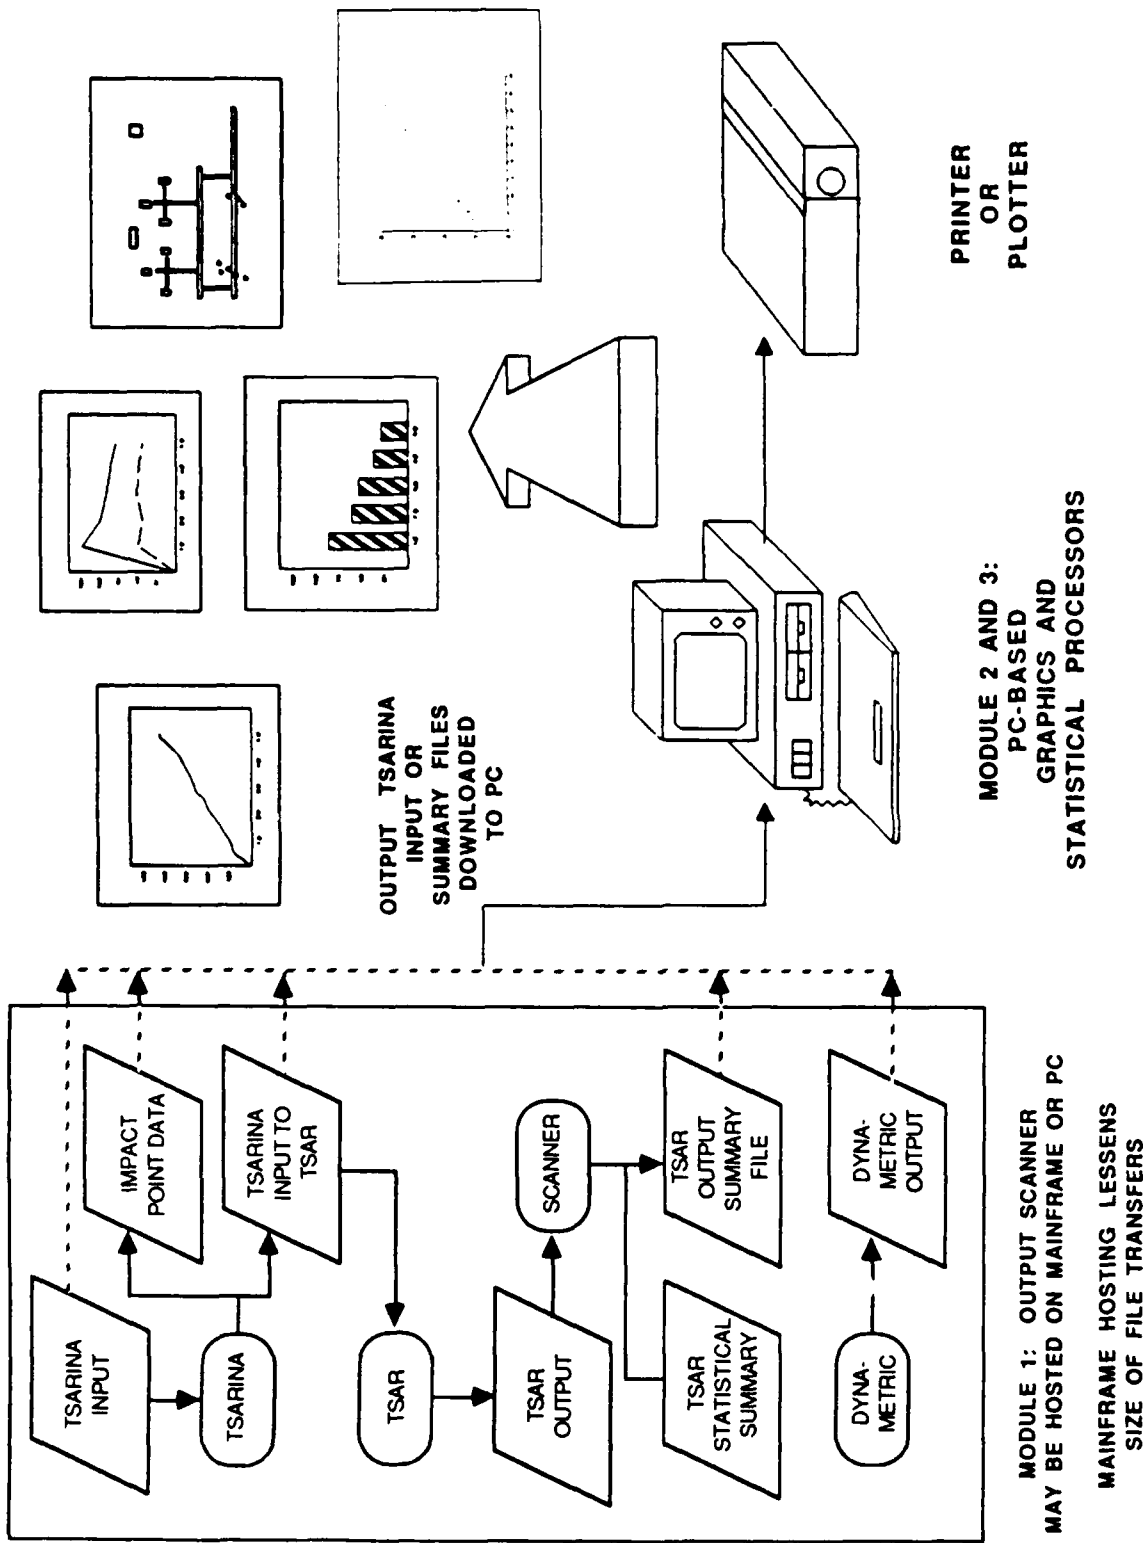 TSARINA
INPUT
TSARINA
IMPACT
POINT DATA
TSARINA
INPUT TO
TSAR
TSAR
TSAR
OUTPUT
SCANNER
TSAR
STATISTICAL
SUMMARY
TSAR
OUTPUT
SUMMARY
FILE
DYNA-
METRIC
DYNA-
METRIC
OUTPUT
MODULE 1: OUTPUT SCANNER
MAY BE HOSTED ON MAINFRAME OR PC
MAINFRAME HOSTING LESSENS
SIZE OF FILE TRANSFERS
OUTPUT TSARINA
INPUT OR
SUMMARY FILES
DOWNLOADED
TO PC
MODULE 2 AND 3:
PC-BASED
GRAPHICS AND
STATISTICAL PROCESSORS
PRINTER
OR
PLOTTER